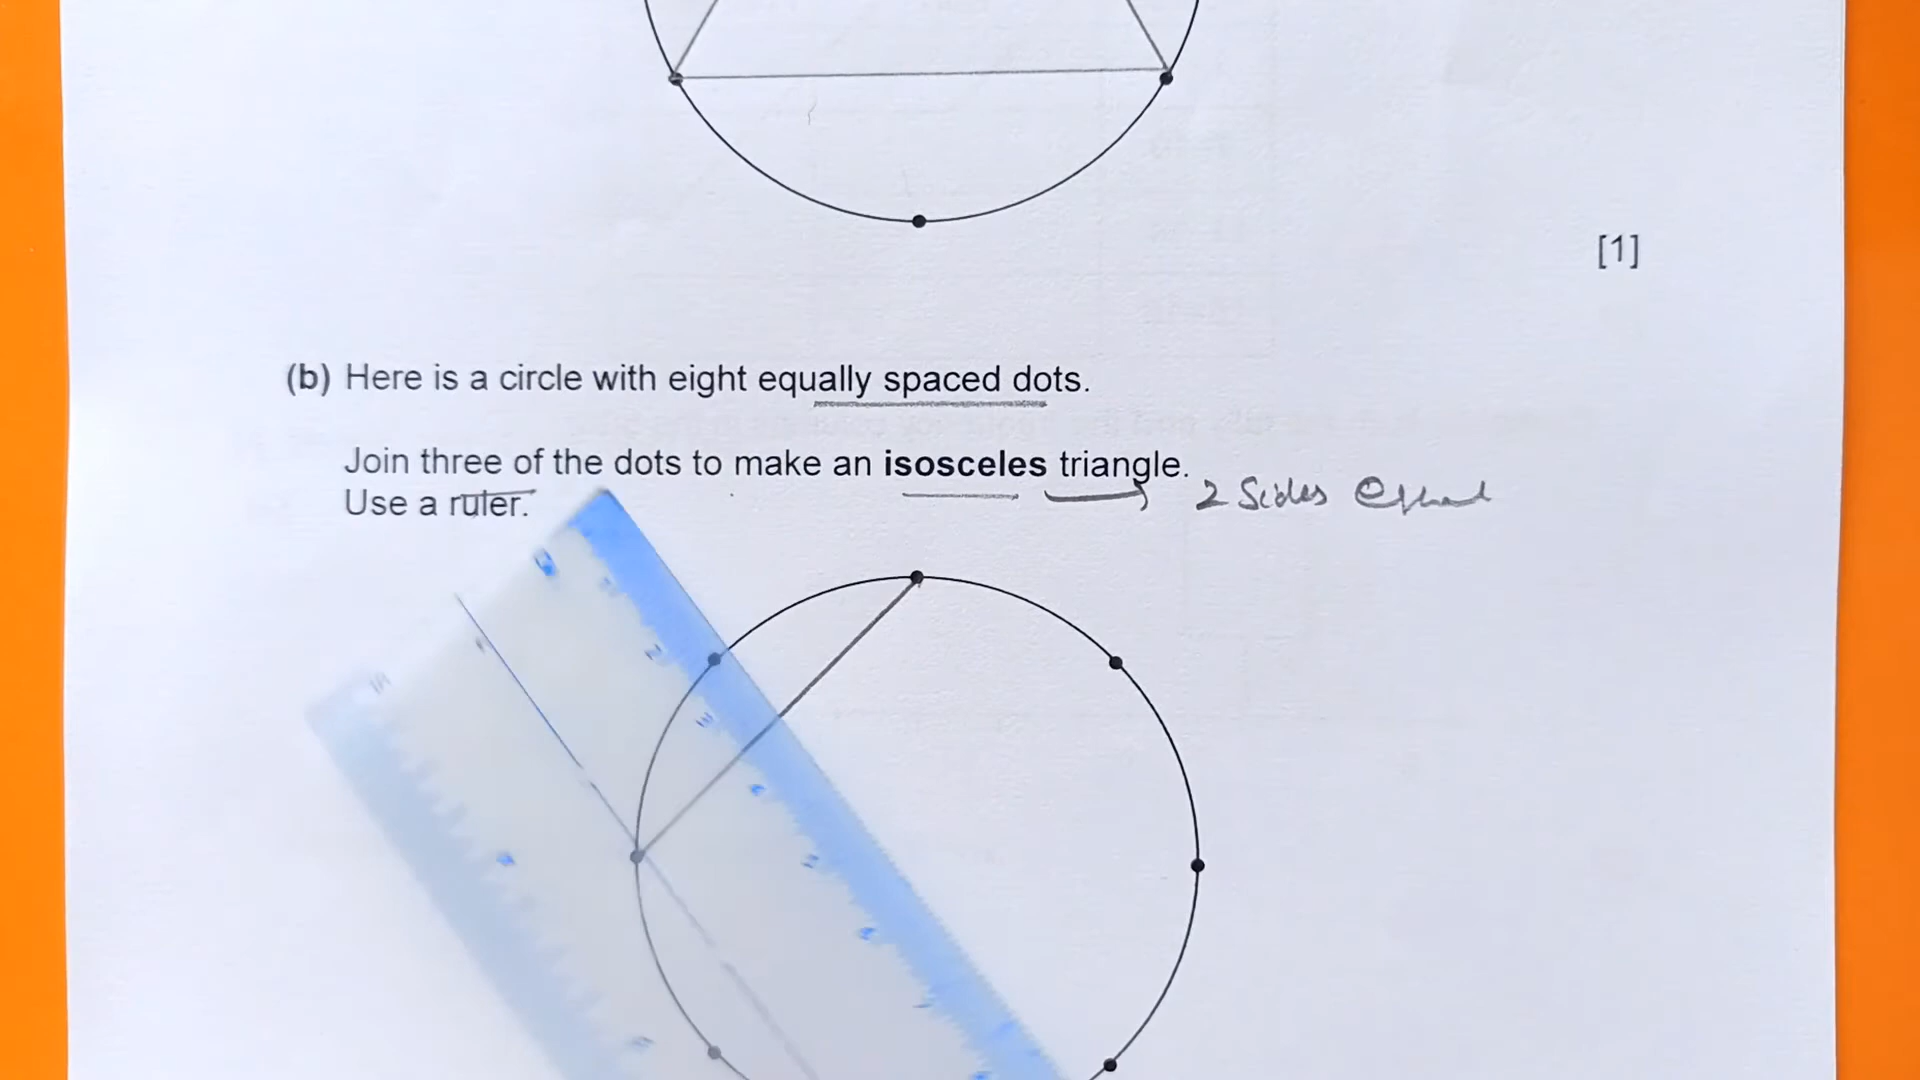 [1]
(b) Here is a circle with eight equally spaced dots.
Join three of the dots to make an isosceles triangle.
Use a ruler.
2 Sides equal